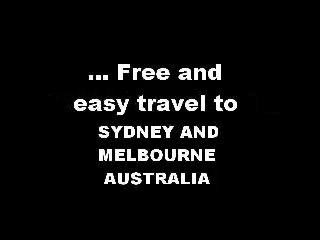 ... Free and
easy travel to
SYDNEY AND
MELBOURNE
AUSTRALIA